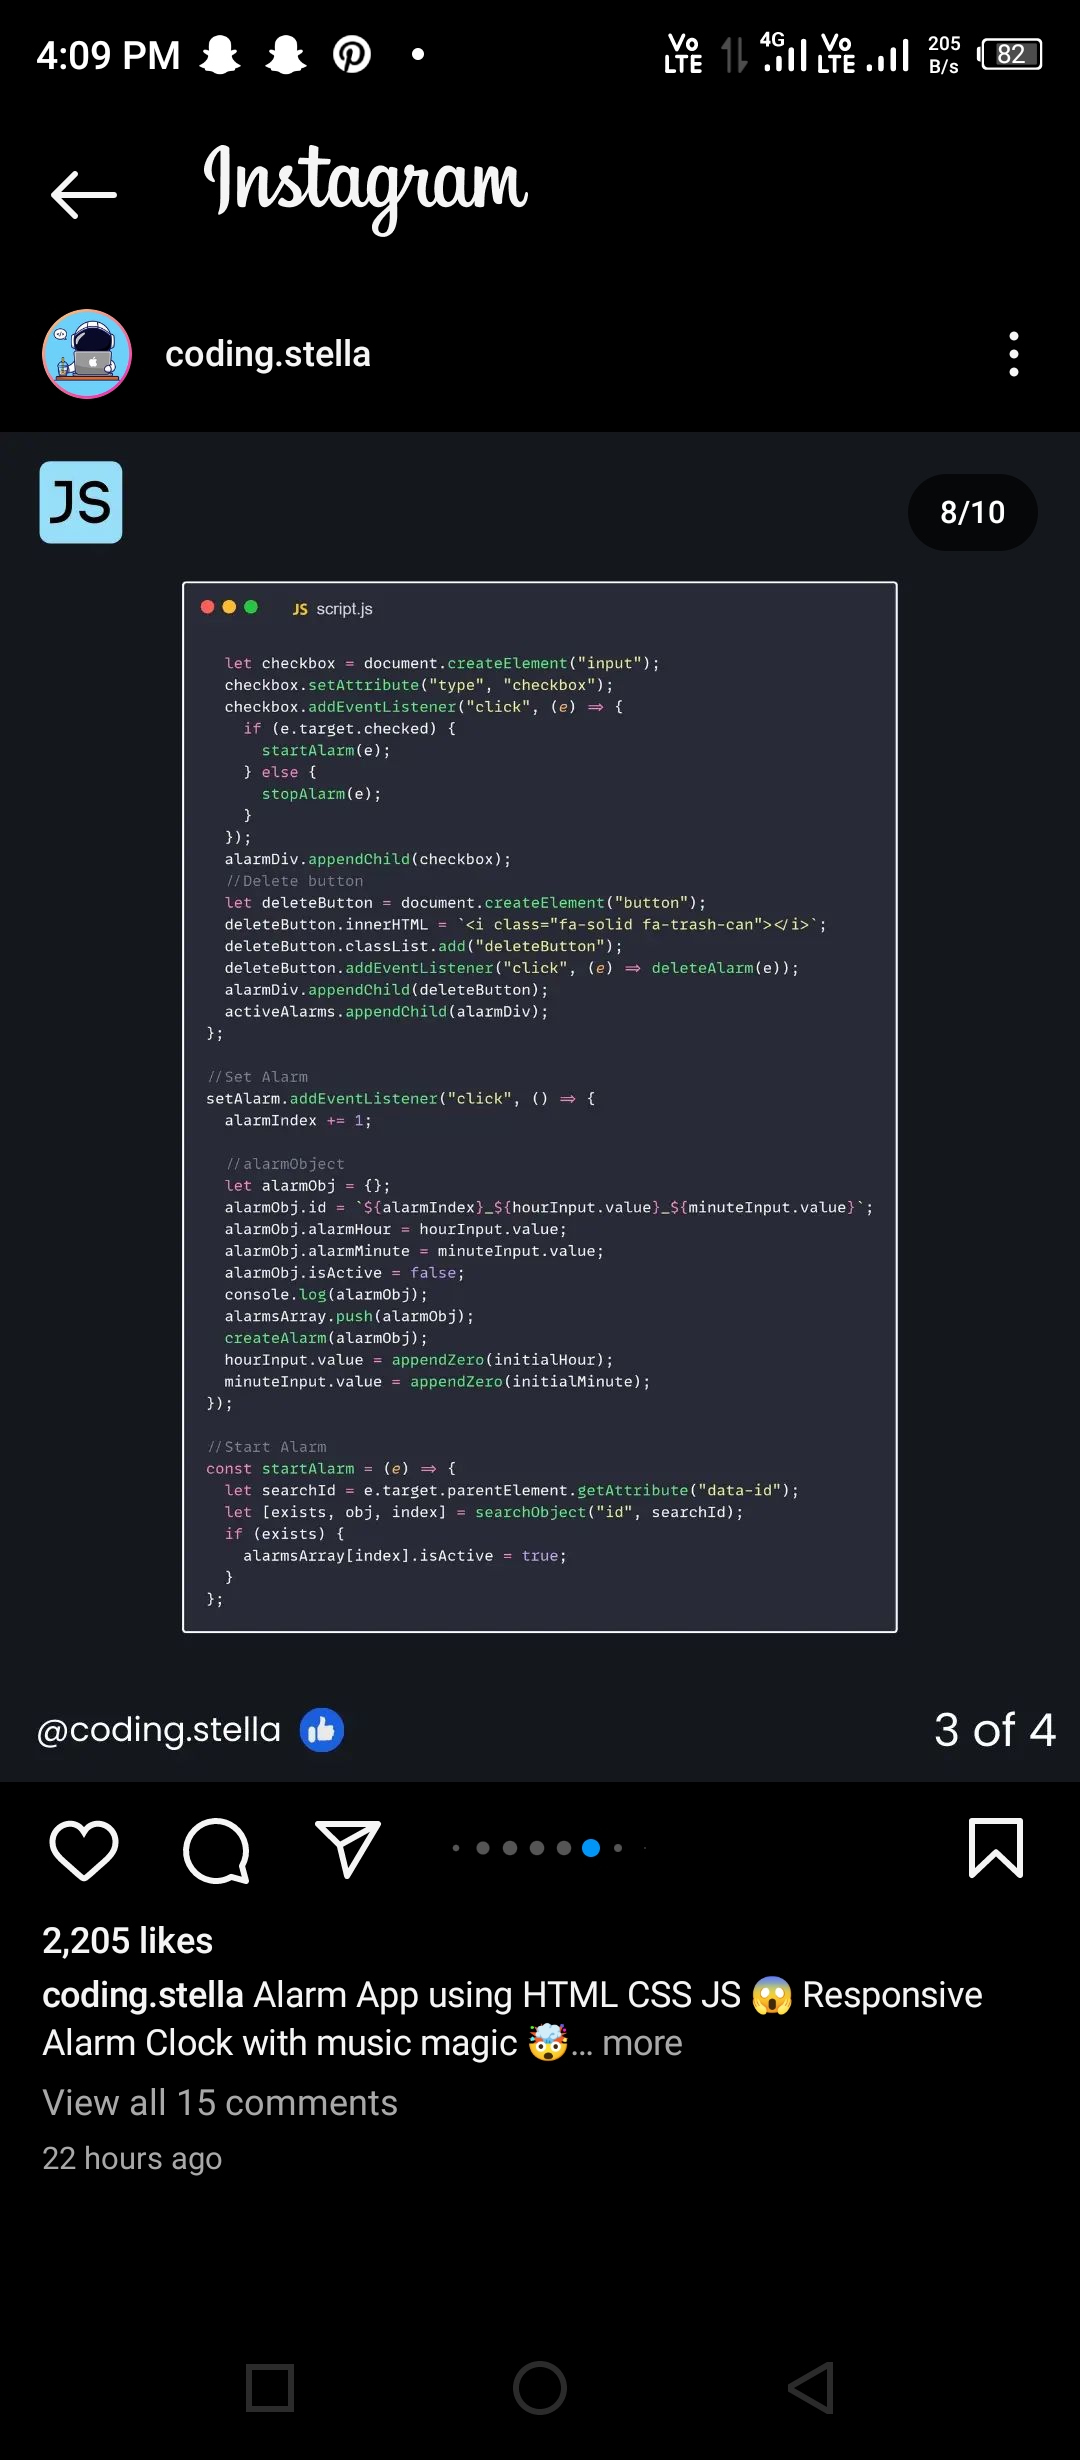 4:09 PM
Vo LTE 4G Vo LTE 205 B/s 82
Instagram
coding.stella
JS
8/10
JS script.js
let checkbox = document.createElement("input");
checkbox.setAttribute("type", "checkbox");
checkbox.addEventListener("click", (e) => {
if (e.target.checked) {
startAlarm(e);
} else {
stopAlarm(e);
}
});
alarmDiv.appendChild(checkbox);
//Delete button
let deleteButton = document.createElement("button");
deleteButton.innerHTML = `<i class="fa-solid fa-trash-can"></i>`;
deleteButton.classList.add("deleteButton");
deleteButton.addEventListener("click", (e) => deleteAlarm(e));
alarmDiv.appendChild(deleteButton);
activeAlarms.appendChild(alarmDiv);
};
//Set Alarm
setAlarm.addEventListener("click", () => {
alarmIndex += 1;
//alarmObject
let alarmObj = {};
alarmObj.id = `${alarmIndex}_${hourInput.value}_${minuteInput.value}`;
alarmObj.alarmHour = hourInput.value;
alarmObj.alarmMinute = minuteInput.value;
alarmObj.isActive = false;
console.log(alarmObj);
alarmsArray.push(alarmObj);
createAlarm(alarmObj);
hourInput.value = appendZero(initialHour);
minuteInput.value = appendZero(initialMinute);
});
//Start Alarm
const startAlarm = (e) => {
let searchId = e.target.parentElement.getAttribute("data-id");
let [exists, obj, index] = searchObject("id", searchId);
if (exists) {
alarmsArray[index].isActive = true;
}
};
@coding.stella
3 of 4
2,205 likes
coding.stella Alarm App using HTML CSS JS 😱 Responsive
Alarm Clock with music magic 🤯... more
View all 15 comments
22 hours ago